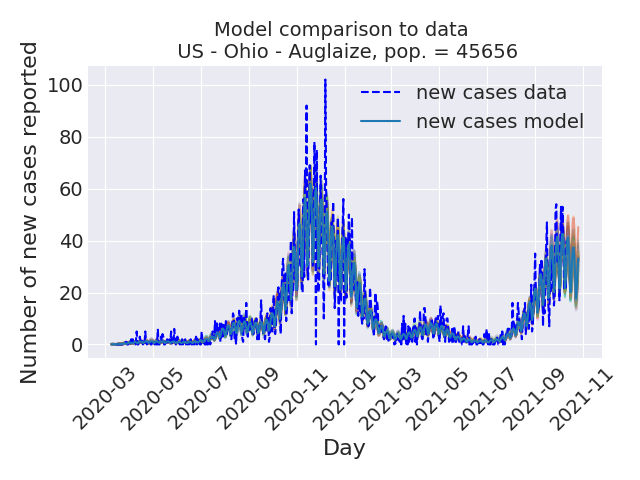 Model comparison to data
US - Ohio - Auglaize, pop. = 45656
Number of new cases reported
100
80
60
40
20
0
new cases data
new cases model
2020-03
2020-05
2020-07
2020-09
2020-11
2021-01
2021-03
2021-05
2021-07
2021-09
2021-11
Day